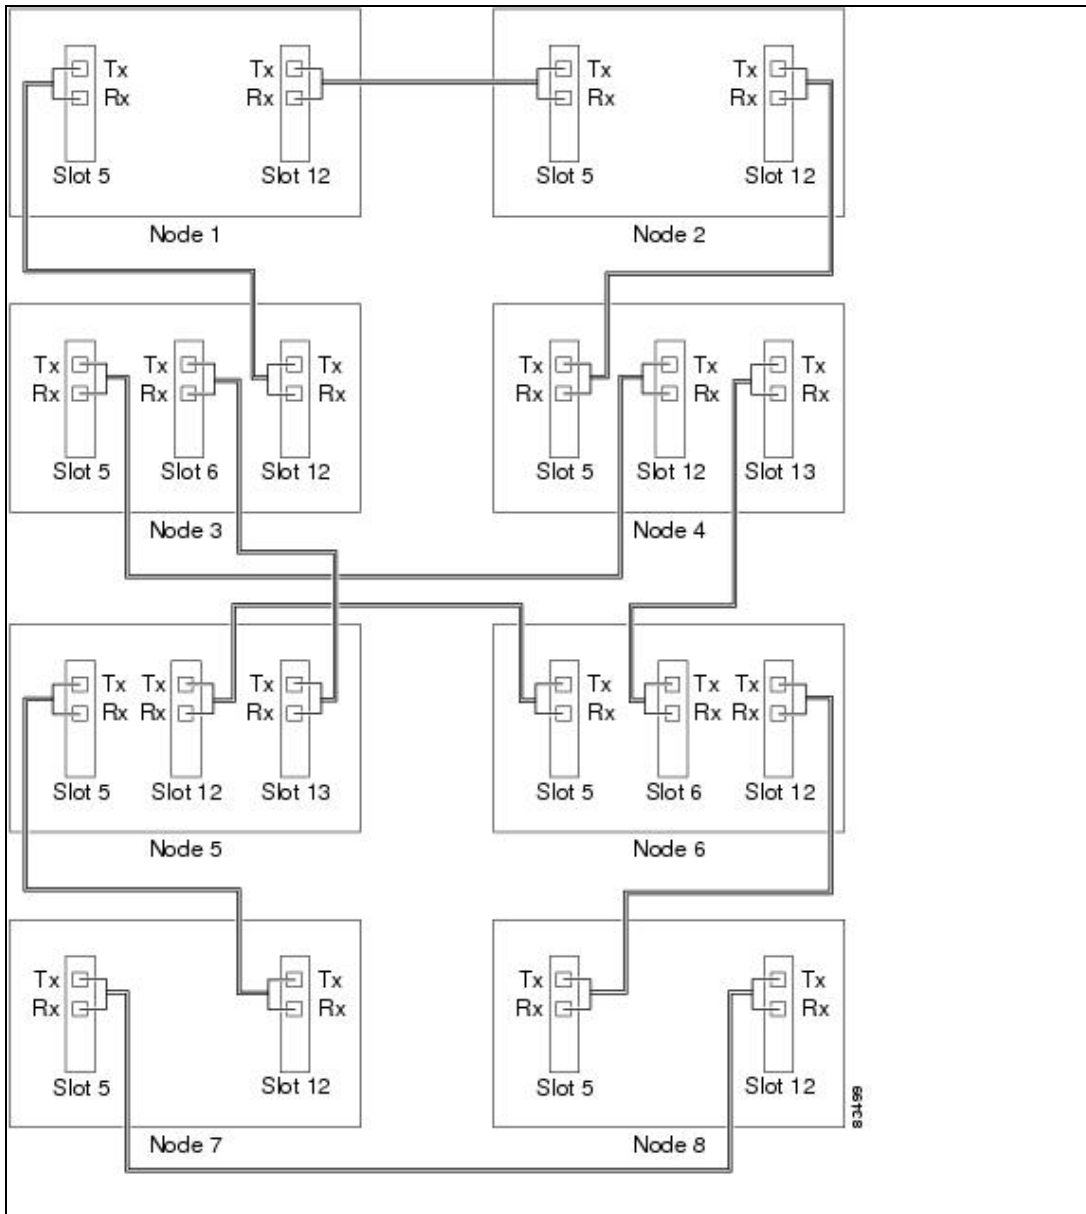 Tx Tx Tx Tx
Rx Rx Rx Rx
Slot 5 Slot 12 Slot 5 Slot 12
Node 1 Node 2
Tx Tx Tx Tx Tx Tx
Rx Rx Rx Rx Rx Rx
Slot 5 Slot 6 Slot 12 Slot 5 Slot 12 Slot 13
Node 3 Node 4
Tx Tx Tx Tx Tx Tx
Rx Rx Rx Rx Rx Rx
Slot 5 Slot 12 Slot 13 Slot 5 Slot 6 Slot 12
Node 5 Node 6
Tx Tx Tx Tx
Rx Rx Rx Rx
Slot 5 Slot 12 Slot 5 Slot 12
Node 7 Node 8
83499